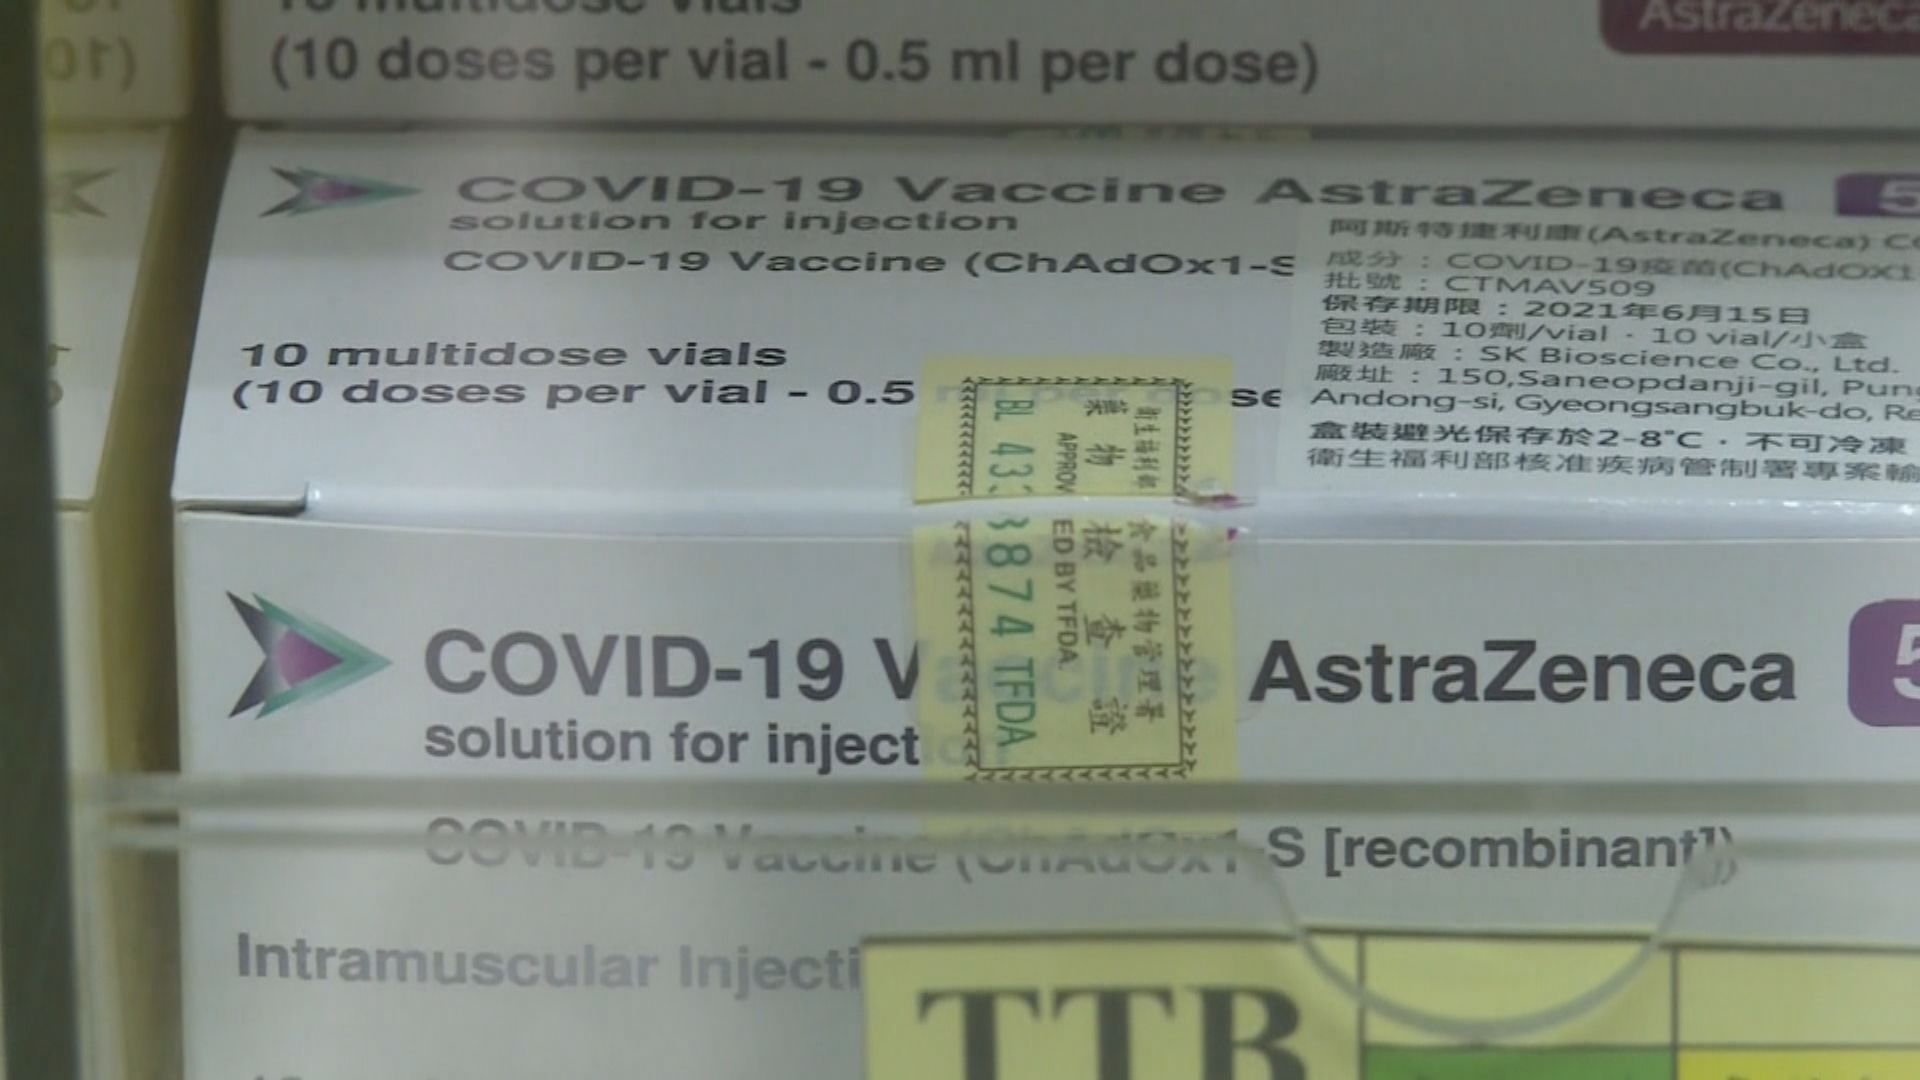 10 multidose vials
(10 doses per vial - 0.5 ml per dose)
AstraZeneca
COVID-19 Vaccine AstraZeneca
solution for injection
COVID-19 Vaccine (ChAdOx1-S
10 multidose vials
(10 doses per vial - 0.5
阿斯特捷利康(AstraZeneca)
成分：COVID-19疫苗(ChAdOX1
批號：CTMAV509
保存期限：2021年6月15日
包裝：10劑/vial · 10 vial/小盒
製造廠：SK Bioscience Co., Ltd.
廠址：150,Saneopdanji-gil,
Andong-si, Gyeongsangbuk-do,
盒裝避光保存於2-8°C · 不可冷凍
衛生福利部核准疾病管制署專案輸
衛生福利部
食品藥物管理署
藥物檢查證
APPROVED BY TFDA.
3874 TFDA
COVID-19 V AstraZeneca
solution for inject
COVID-19 Vaccine (ChAdOx1-S [recombinant])
Intramuscular Injecti
TTB